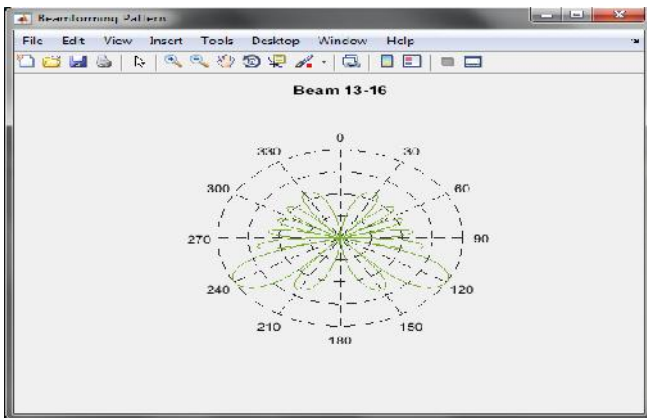 Beamforming Pattern
File Edit View Insert Tools Desktop Window Help
Beam 13-16
0
330 30
300 60
270 90
240 120
210 150
180